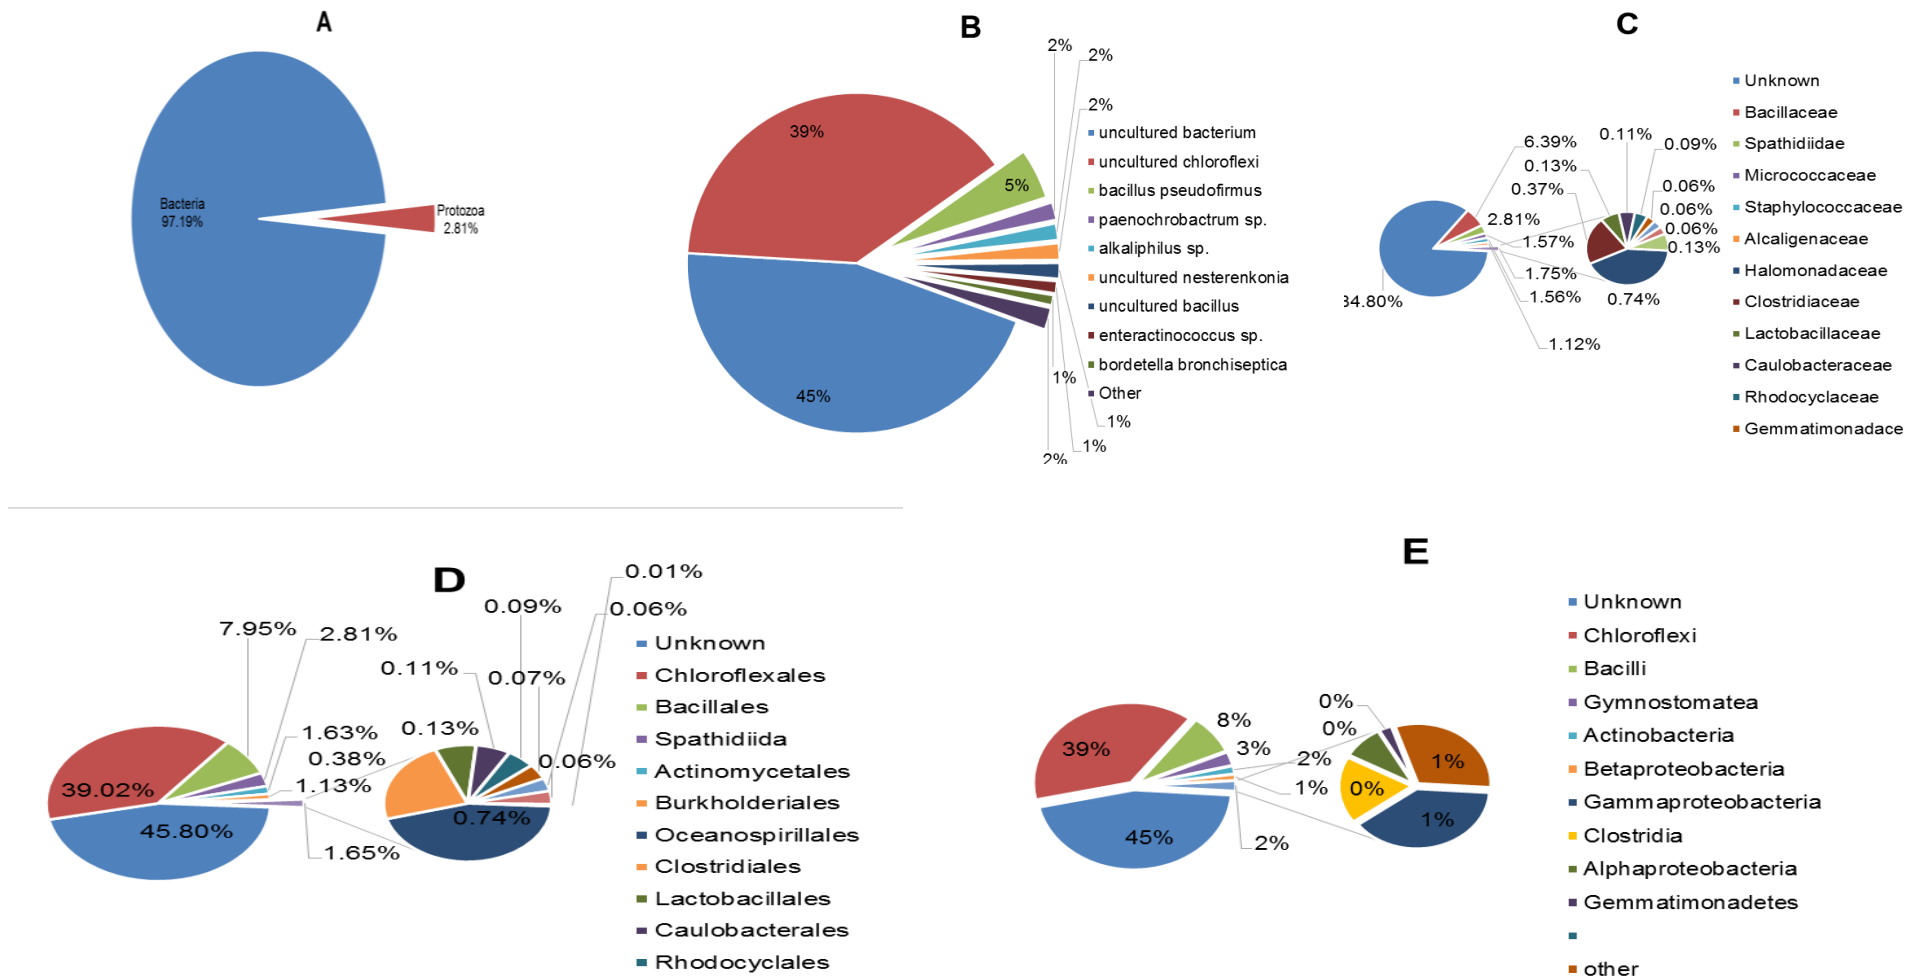 A
Bacteria
97.19%
Protozoa
2.81%
B
2%
2%
2%
39%
5%
45%
1%
1%
1%
2%
uncultured bacterium
uncultured chloroflexi
bacillus pseudofirmus
paenochrobactrum sp.
alkaliphilus sp.
uncultured nesterenkonia
uncultured bacillus
enteractinococcus sp.
bordetella bronchiseptica
Other
C
6.39%
0.11%
0.09%
0.13%
0.37%
0.06%
0.06%
0.06%
0.13%
2.81%
1.57%
1.75%
1.56%
0.74%
84.80%
1.12%
Unknown
Bacillaceae
Spathidiidae
Micrococcaceae
Staphylococcaceae
Alcaligenaceae
Halomonadaceae
Clostridiaceae
Lactobacillaceae
Caulobacteraceae
Rhodocyclaceae
Gemmatimonadace
D
0.01%
0.09%
0.06%
7.95%
2.81%
0.11%
0.07%
1.63%
0.13%
0.38%
0.06%
1.13%
39.02%
0.74%
45.80%
1.65%
Unknown
Chloroflexales
Bacillales
Spathidiida
Actinomycetales
Burkholderiales
Oceanospirillales
Clostridiales
Lactobacillales
Caulobacterales
Rhodocyclales
E
0%
8%
0%
39%
3%
2%
1%
1%
0%
1%
45%
2%
Unknown
Chloroflexi
Bacilli
Gymnostomatea
Actinobacteria
Betaproteobacteria
Gammaproteobacteria
Clostridia
Alphaproteobacteria
Gemmatimonadetes
other